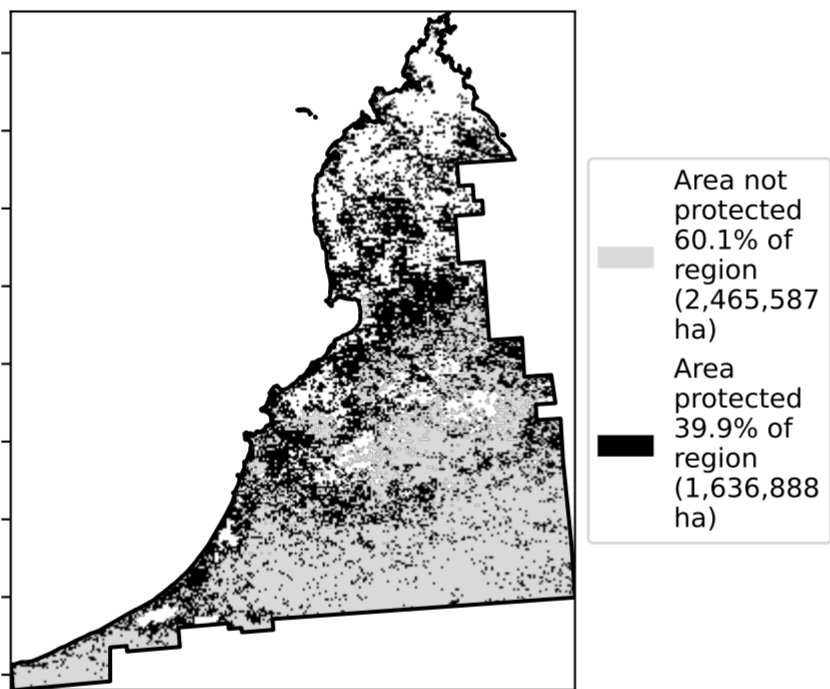 Area not
protected
60.1% of
region
(2,465,587
ha)
Area
protected
39.9% of
region
(1,636,888
ha)